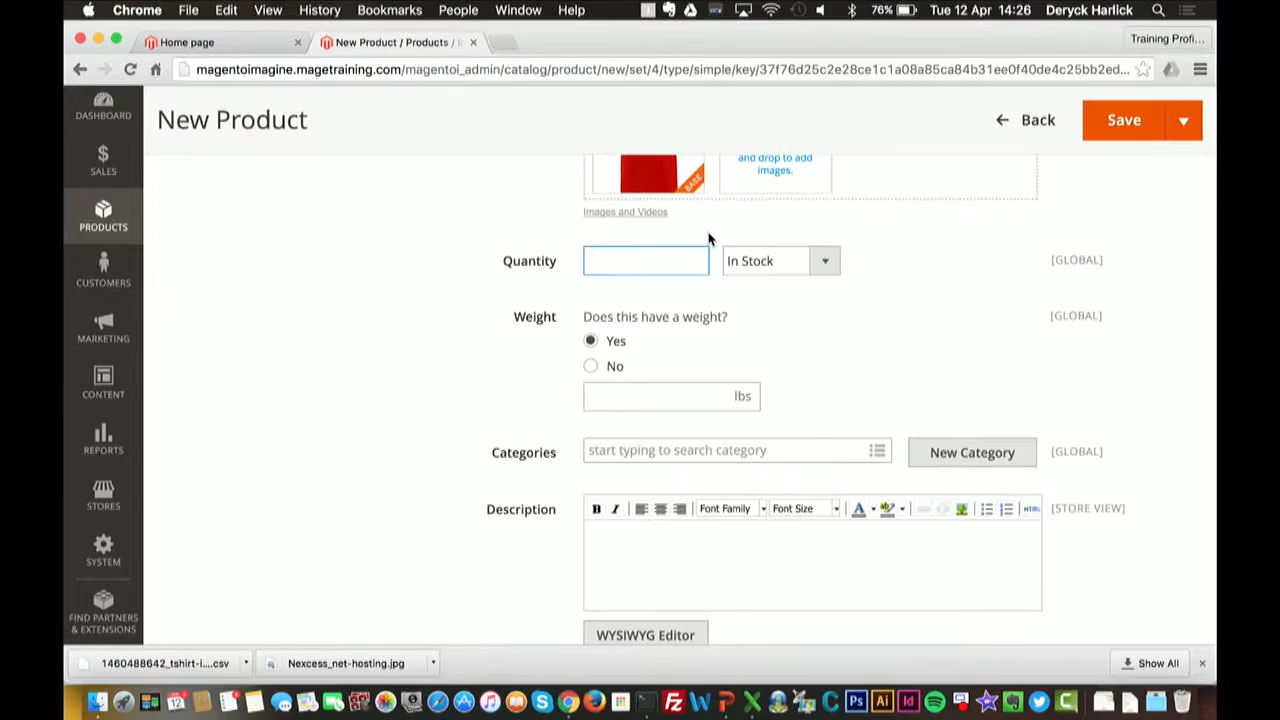 Chrome File Edit View History Bookmarks People Window Help 76% Tue 12 Apr 14:26 Deryck Harlick
Home page
New Product / Products /
Training Profi...
magentoimagine.magetraining.com/magentoi_admin/catalog/product/new/set/4/type/simple/key/37f76d25c2e28ce1c1a08a85ca84b31ee0f40de4c25bb2ed...
DASHBOARD
New Product
Back
Save
SALES
and drop to add
images.
BASE
Images and Videos
PRODUCTS
Quantity
In Stock
[GLOBAL]
CUSTOMERS
Weight
Does this have a weight?
[GLOBAL]
MARKETING
Yes
No
CONTENT
lbs
REPORTS
Categories
start typing to search category
New Category
[GLOBAL]
STORES
Description
B I Font Family Font Size A HTML
[STORE VIEW]
SYSTEM
FIND PARTNERS
& EXTENSIONS
WYSIWYG Editor
1460488642_tshirt-i....csv
Nexcess_net-hosting.jpg
Show All